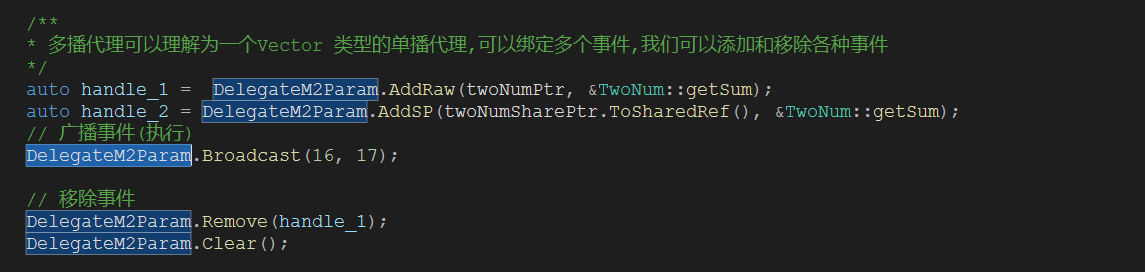 /**
* 多播代理可以理解为一个Vector 类型的单播代理,可以绑定多个事件,我们可以添加和移除各种事件
*/
auto handle_1 =  DelegateM2Param.AddRaw(twoNumPtr, &TwoNum::getSum);
auto handle_2 = DelegateM2Param.AddSP(twoNumSharePtr.ToSharedRef(), &TwoNum::getSum);
// 广播事件(执行)
DelegateM2Param.Broadcast(16, 17);
// 移除事件
DelegateM2Param.Remove(handle_1);
DelegateM2Param.Clear();